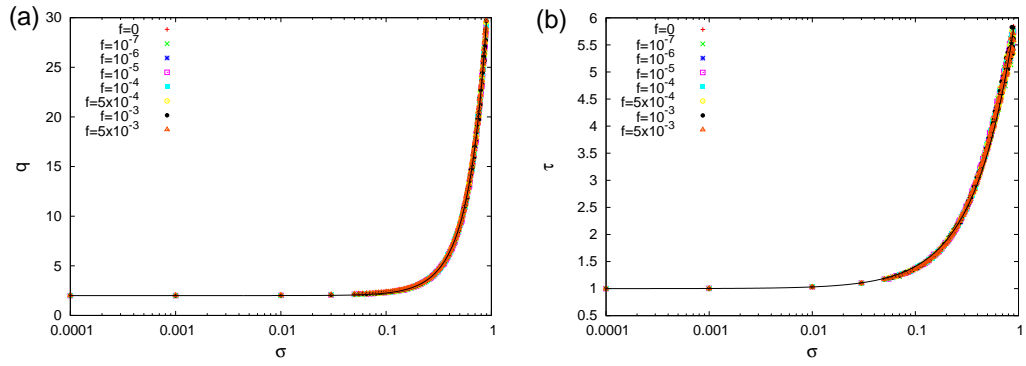 (a)
q
30
25
20
15
10
5
0
0.0001
0.001
0.01
0.1
1
σ
f=0
f=10-7
f=10-6
f=10-5
f=10-4
f=5x10-4
f=10-3
f=5x10-3
(b)
τ
6
5.5
5
4.5
4
3.5
3
2.5
2
1.5
1
0.5
0.0001
0.001
0.01
0.1
1
σ
f=0
f=10-7
f=10-6
f=10-5
f=10-4
f=5x10-4
f=10-3
f=5x10-3